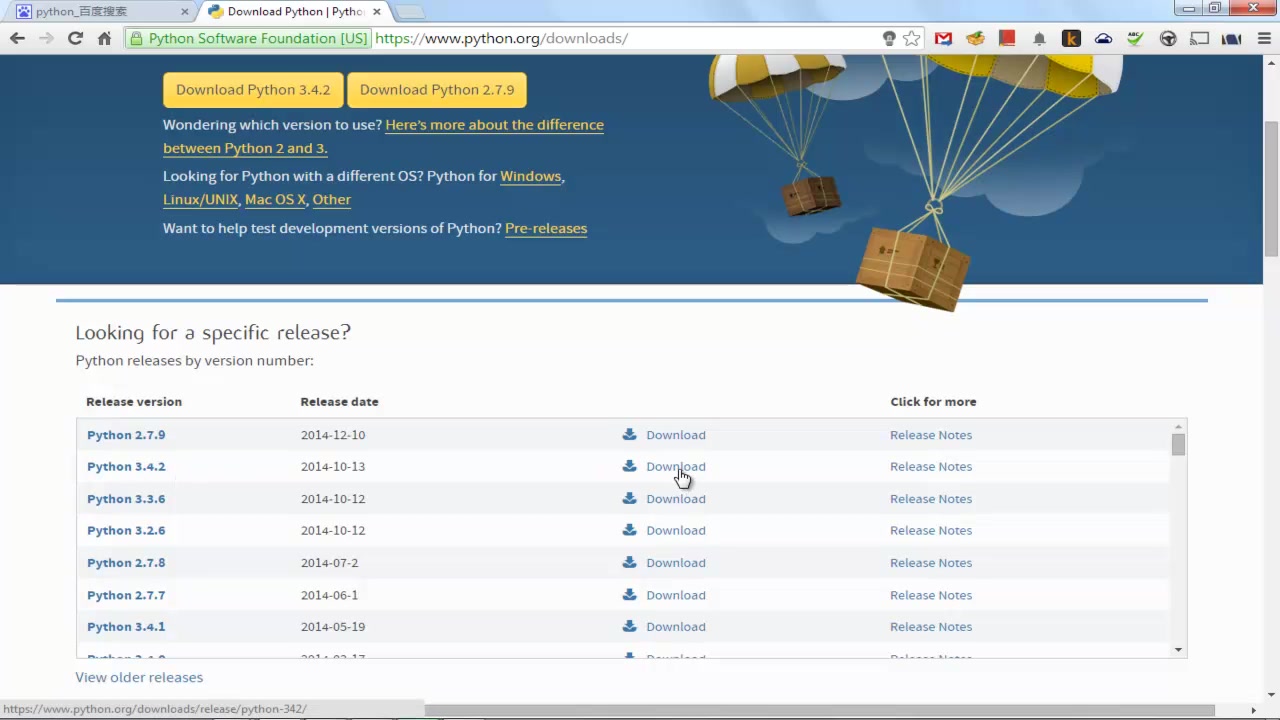 python_百度搜索
Download Python | Pytho
Python Software Foundation [US] https://www.python.org/downloads/
Download Python 3.4.2
Download Python 2.7.9
Wondering which version to use? Here's more about the difference
between Python 2 and 3.
Looking for Python with a different OS? Python for Windows,
Linux/UNIX, Mac OS X, Other
Want to help test development versions of Python? Pre-releases
Looking for a specific release?
Python releases by version number:
Release version Release date Click for more
Python 2.7.9 2014-12-10 Download Release Notes
Python 3.4.2 2014-10-13 Download Release Notes
Python 3.3.6 2014-10-12 Download Release Notes
Python 3.2.6 2014-10-12 Download Release Notes
Python 2.7.8 2014-07-2 Download Release Notes
Python 2.7.7 2014-06-1 Download Release Notes
Python 3.4.1 2014-05-19 Download Release Notes
View older releases
https://www.python.org/downloads/release/python-342/